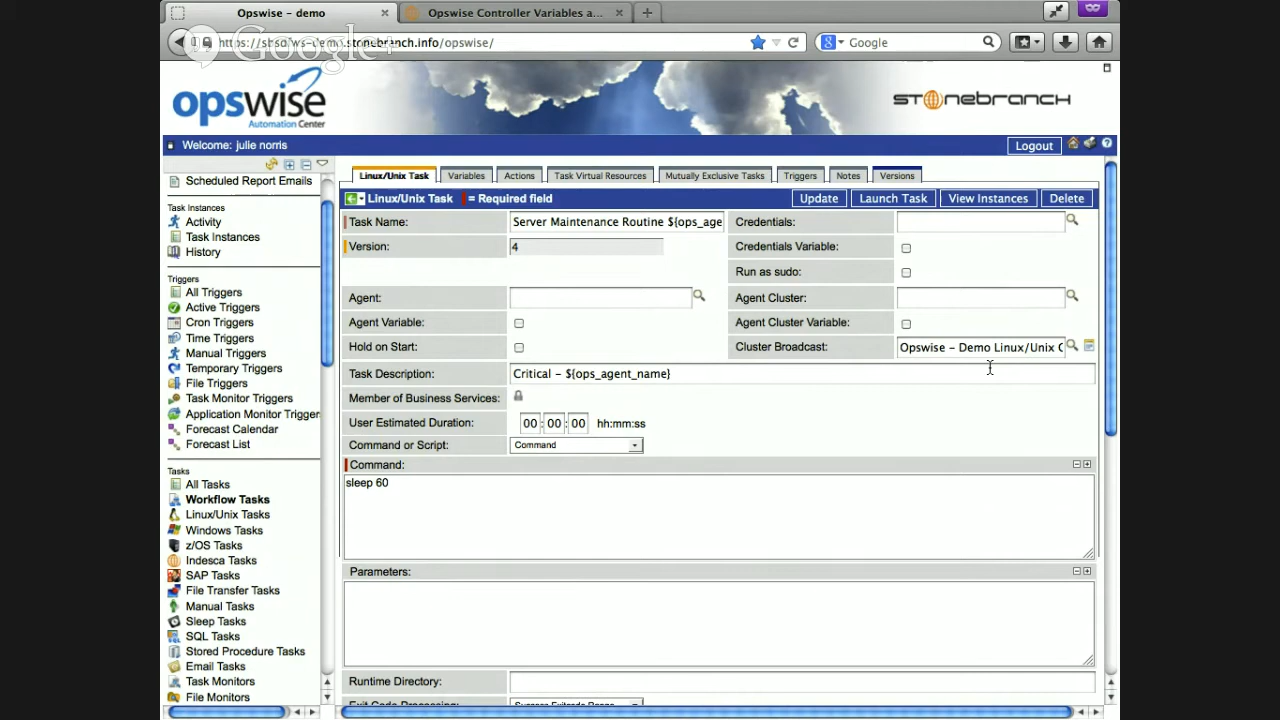 Opswise – demo
Opswise Controller Variables a...
.stonebranch.info/opswise/
Google+
Google
opswise
Automation Center
STONEBRANCH
Welcome: julie norris
Logout
Scheduled Report Emails
Task Instances
Activity
Task Instances
History
Triggers
All Triggers
Active Triggers
Cron Triggers
Time Triggers
Manual Triggers
Temporary Triggers
File Triggers
Task Monitor Triggers
Application Monitor Triggers
Forecast Calendar
Forecast List
Tasks
All Tasks
Workflow Tasks
Linux/Unix Tasks
Windows Tasks
z/OS Tasks
Indesca Tasks
SAP Tasks
File Transfer Tasks
Manual Tasks
Sleep Tasks
SQL Tasks
Stored Procedure Tasks
Email Tasks
Task Monitors
File Monitors
Linux/Unix Task Variables Actions Task Virtual Resources Mutually Exclusive Tasks Triggers Notes Versions
Linux/Unix Task = Required field Update Launch Task View Instances Delete
Task Name: Server Maintenance Routine ${ops_age Credentials:
Version: 4 Credentials Variable:
Run as sudo:
Agent: Agent Cluster:
Agent Variable: Agent Cluster Variable:
Hold on Start: Cluster Broadcast: Opswise – Demo Linux/Unix C
Task Description: Critical – ${ops_agent_name}
Member of Business Services:
User Estimated Duration: 00 : 00 : 00 hh:mm:ss
Command or Script: Command
Command:
sleep 60
Parameters:
Runtime Directory:
Exit Code Processing: